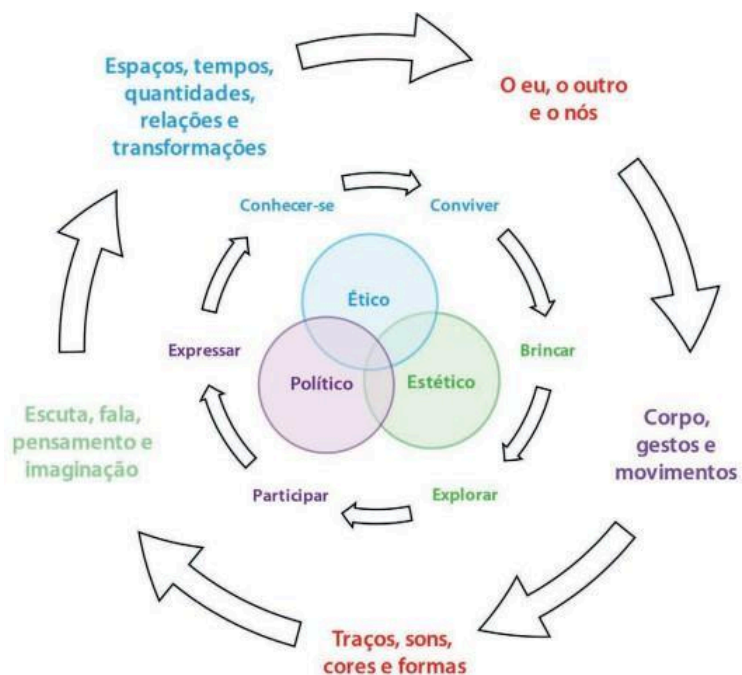 Espaços, tempos,
quantidades,
relações e
transformações
O eu, o outro
e o nós
Corpo,
gestos e
movimentos
Traços, sons,
cores e formas
Escuta, fala,
pensamento e
imaginação
Conhecer-se
Conviver
Brincar
Explorar
Participar
Expressar
Ético
Político
Estético